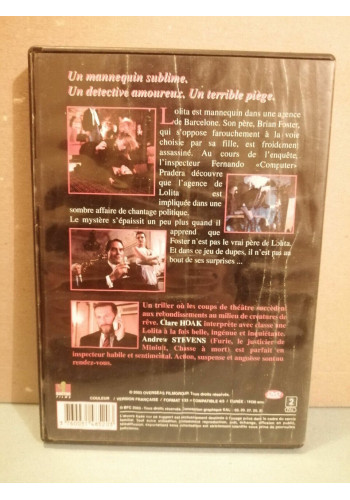 Un mannequin sublime.
Un detective amoureux. Un terrible piège.
Lolita est mannequin dans une agence
de Barcelone. Son père, Brian Foster,
qui s'oppose farouchement à la voie
choisie par sa fille, est froidement
assassiné. Au cours de l'enquête,
l'inspecteur Fernando «Computer»
Pradera découvre
que l'agence de
Lolita est
impliquée dans une
sombre affaire de chantage politique.
Le mystère s'épaissit un peu plus quand il
apprend que
Foster n'est pas le vrai père de Lolita.
Et dans ce jeu de dupes, il n'est pas au
bout de ses surprises ...
Un triller où les coups de théâtre succèdent
aux rebondissements au milieu de créatures de
rêve. Clare HOAK interprète avec classe une
Lolita à la fois belle, ingénue et inquiétante.
Andrew STEVENS (Furie, le justicier de
Minuit), Chasse à mort, est parfait en
inspecteur habile et sentimental. Action, suspense et angoisse sont au
rendez-vous.
COULEUR / VERSION FRANÇAISE / FORMAT
2